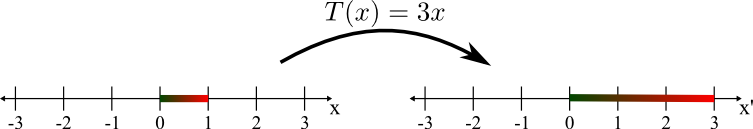 T(x) = 3x
-3 -2 -1 0 1 2 3 x
-3 -2 -1 0 1 2 3 x'